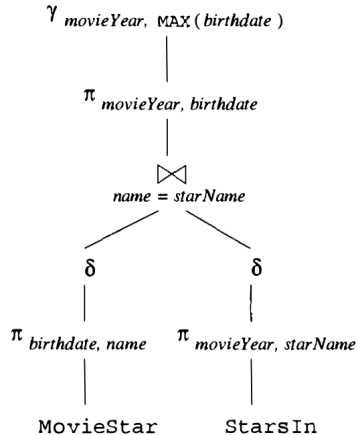 γ movieYear, MAX(birthdate)
π movieYear, birthdate
⋈
name = starName
δ δ
π birthdate, name π movieYear, starName
MovieStar StarsIn